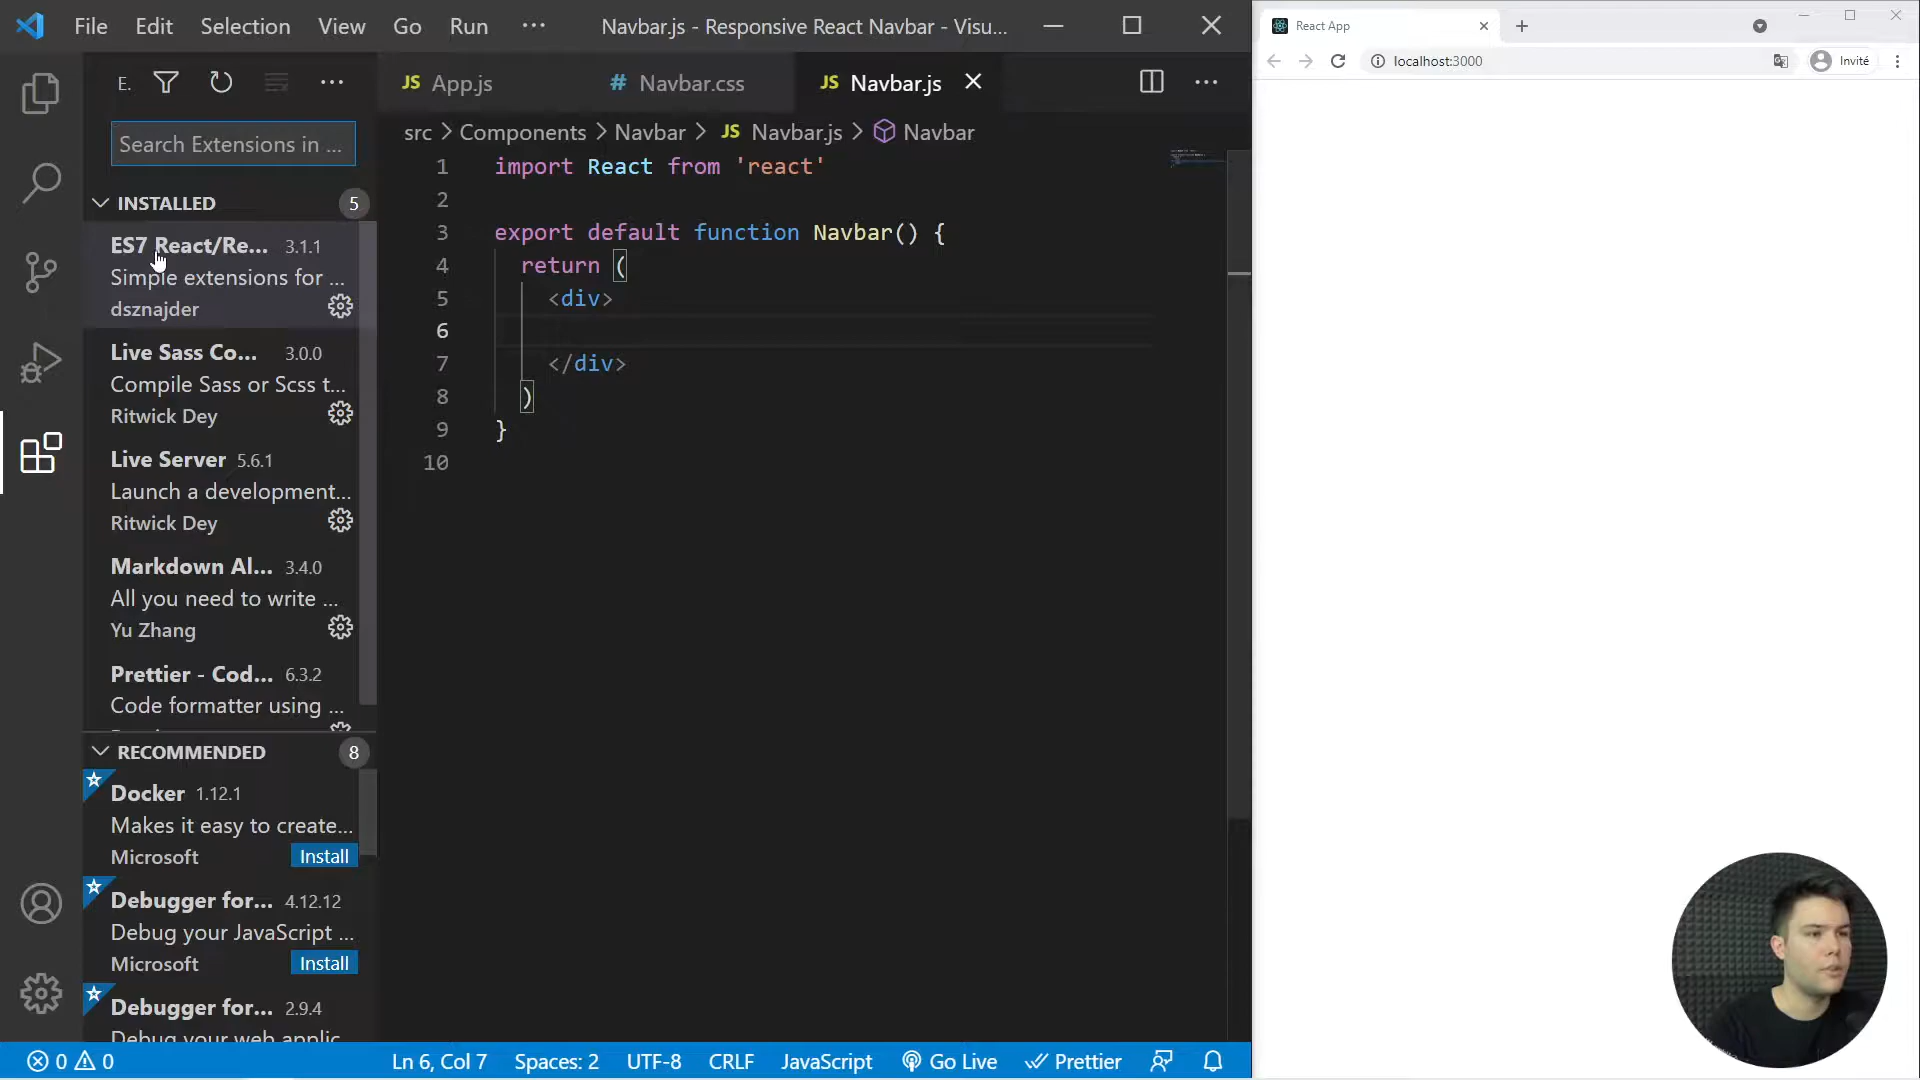 File Edit Selection View Go Run ··· Navbar.js - Responsive React Navbar - Visu...
E.
Search Extensions in ...
INSTALLED 5
ES7 React/Re... 3.1.1
Simple extensions for ...
dsznajder
Live Sass Co... 3.0.0
Compile Sass or Scss t...
Ritwick Dey
Live Server 5.6.1
Launch a development...
Ritwick Dey
Markdown Al... 3.4.0
All you need to write ...
Yu Zhang
Prettier - Cod... 6.3.2
Code formatter using ...
RECOMMENDED 8
Docker 1.12.1
Makes it easy to create...
Microsoft Install
Debugger for... 4.12.12
Debug your JavaScript ...
Microsoft Install
Debugger for... 2.9.4
Debug your web applic
JS App.js # Navbar.css JS Navbar.js
src > Components > Navbar > JS Navbar.js > Navbar
1 import React from 'react'
2
3 export default function Navbar() {
4 return (
5 <div>
6
7 </div>
8 )
9 }
10
0 0 Ln 6, Col 7 Spaces: 2 UTF-8 CRLF JavaScript Go Live Prettier
React App
localhost:3000 Invité